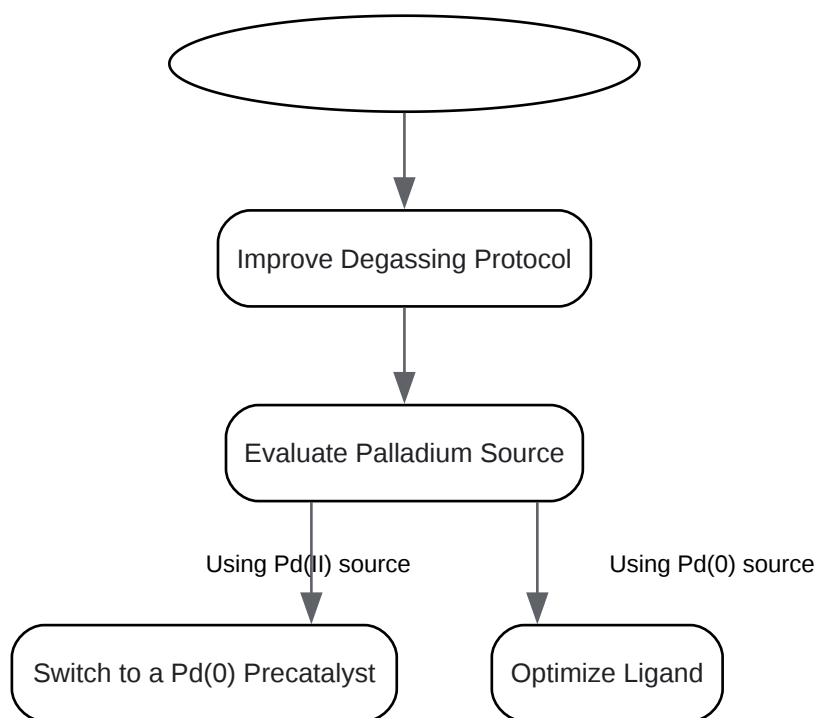 Improve Degassing Protocol
Evaluate Palladium Source
Using Pd(II) source
Using Pd(0) source
Switch to a Pd(0) Precatalyst
Optimize Ligand